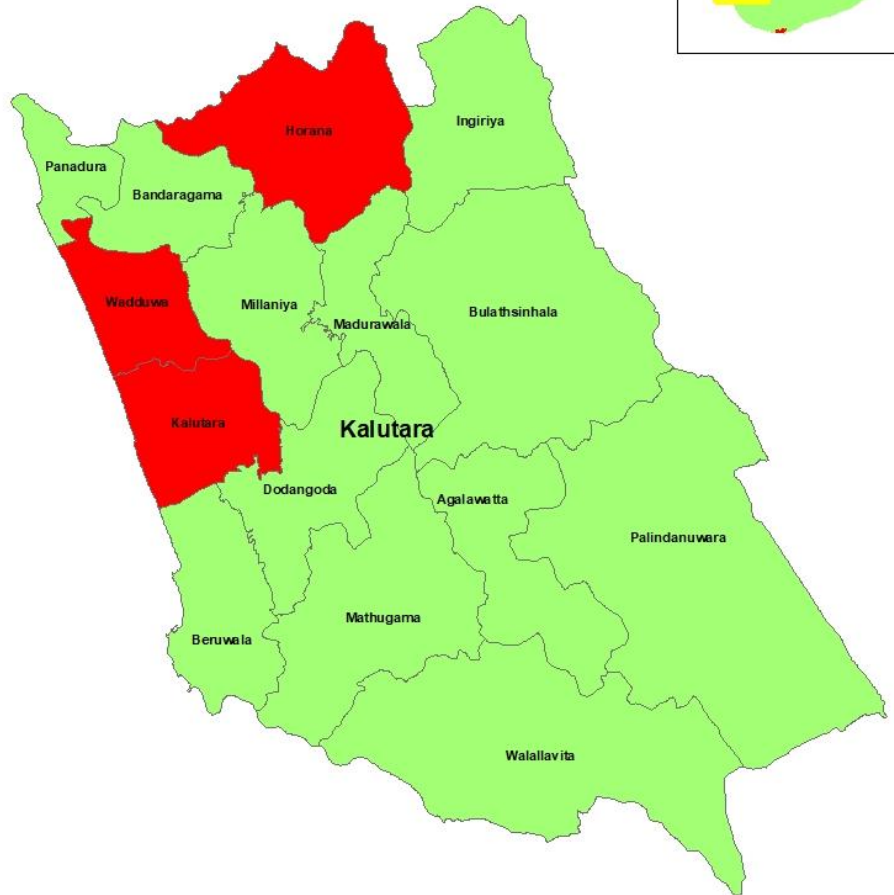 Horana
Ingiriya
Panadura
Bandaragama
Wadduwa
Millaniya
Madurawala
Bulathsinhala
Kalutara
Kalutara
Dodangoda
Agalawatta
Palindanuwara
Mathugama
Beruwala
Walallavita